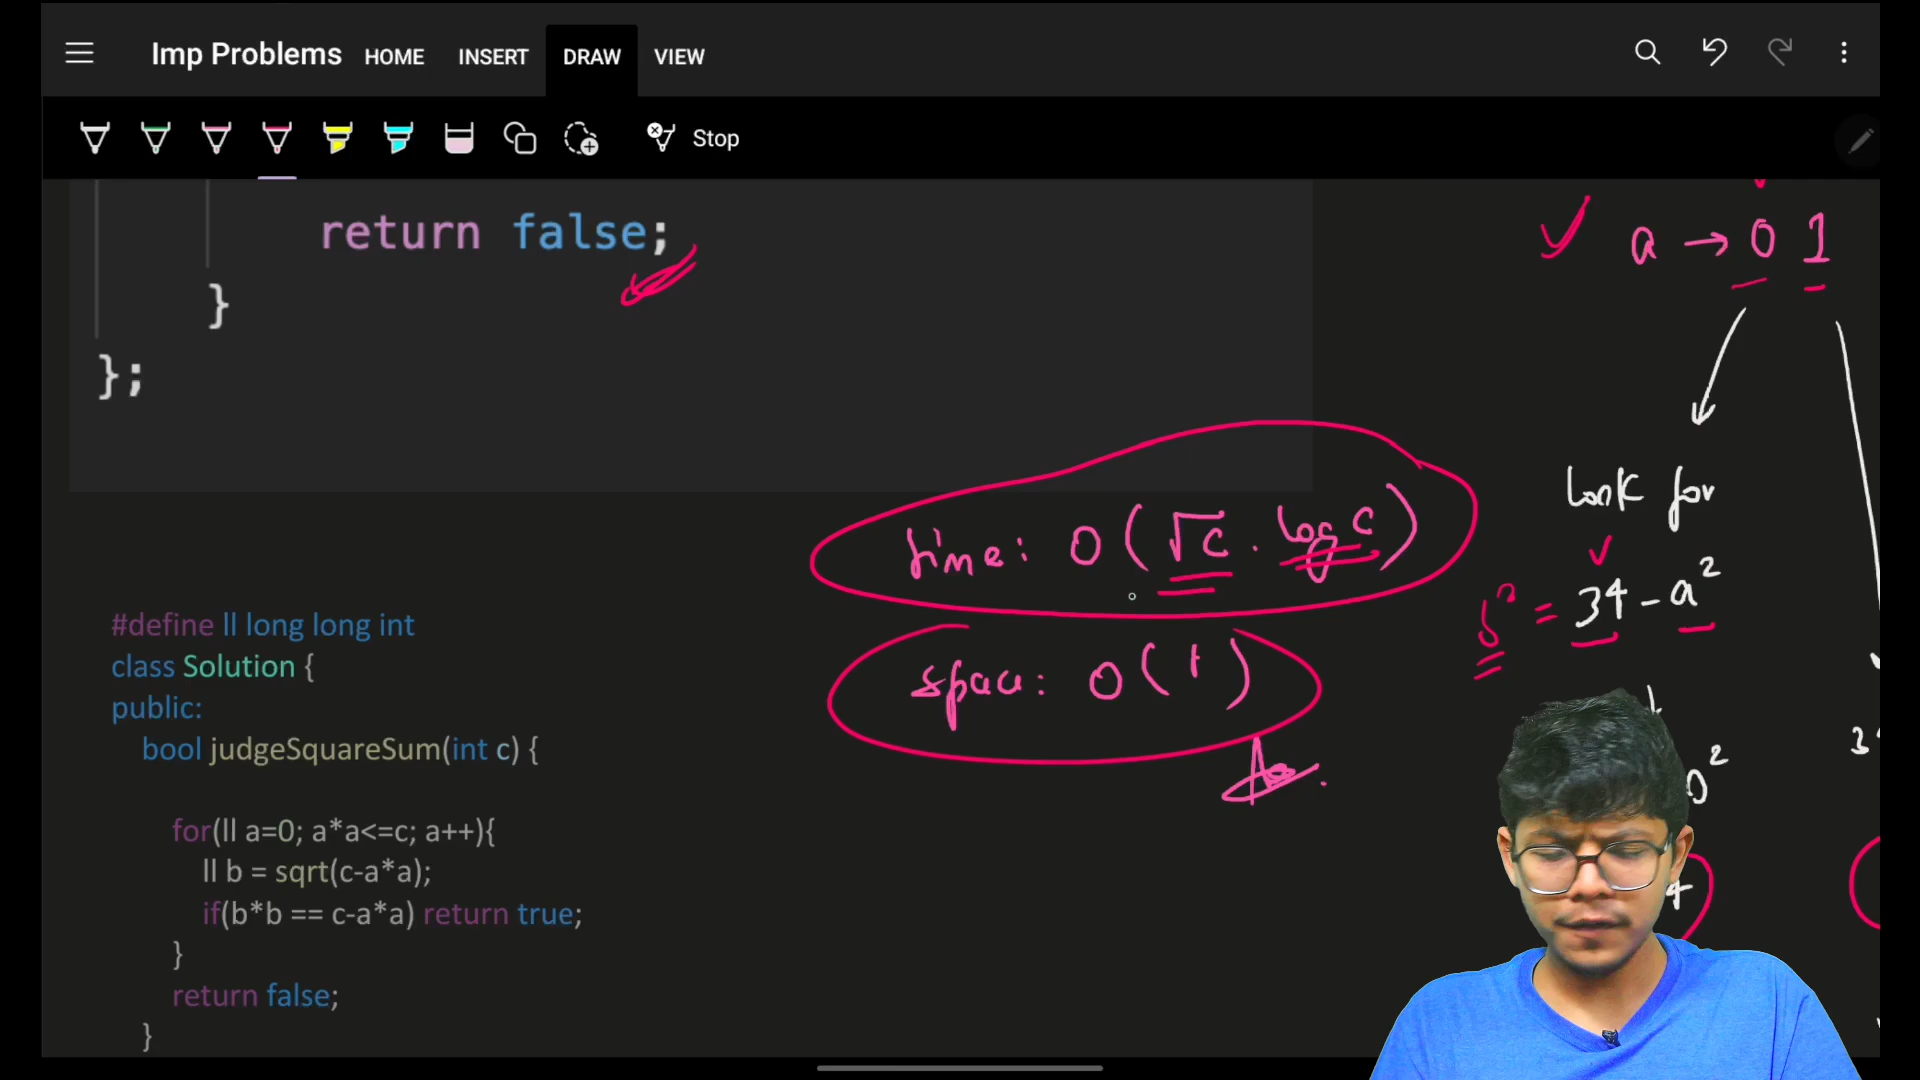 Imp Problems HOME INSERT DRAW VIEW
Stop
return false;
}
};
a → 0 1
look for
b² = 34 - a²
time: O(√c . log c)
space: O(1)
#define ll long long int
class Solution {
public:
bool judgeSquareSum(int c) {
for(ll a=0; a*a<=c; a++){
ll b = sqrt(c-a*a);
if(b*b == c-a*a) return true;
}
return false;
}